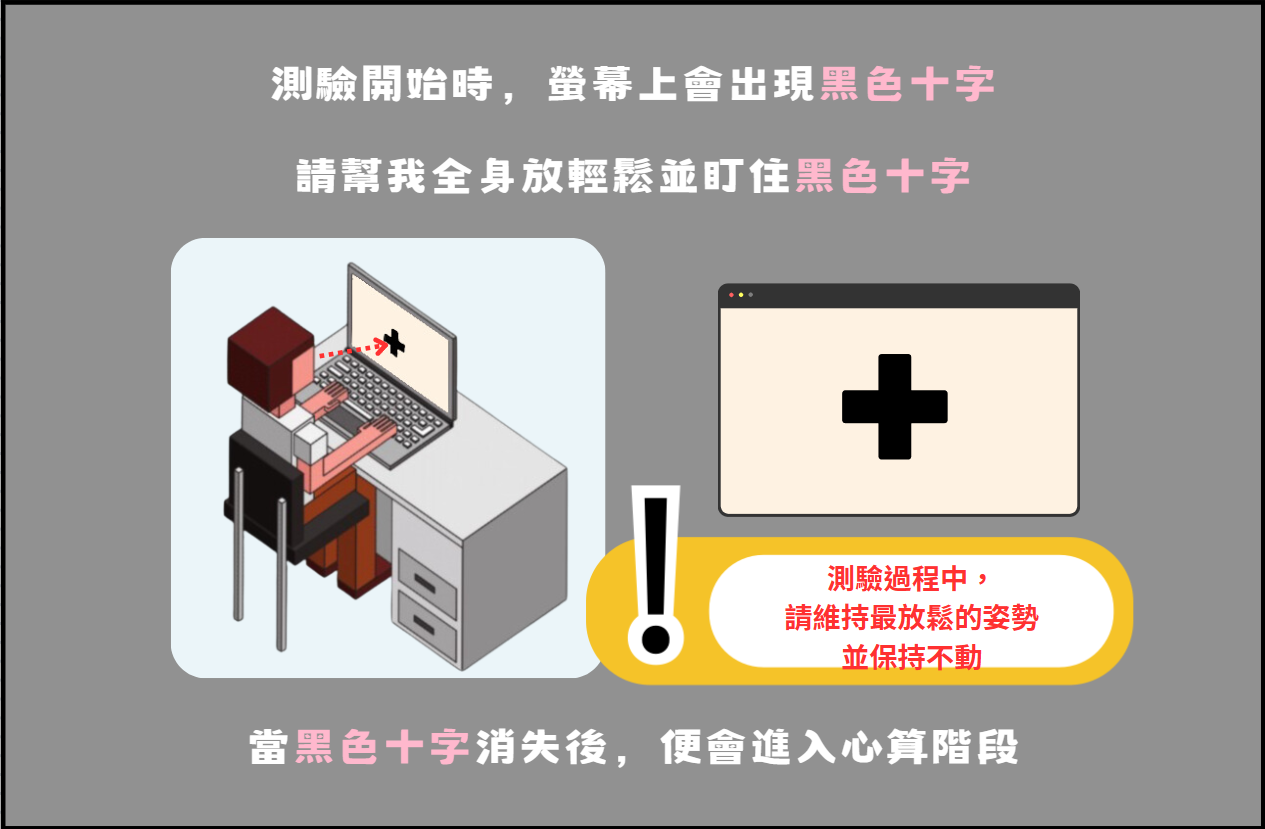 測驗開始時，螢幕上會出現黑色十字
請幫我全身放輕鬆並盯住黑色十字
測驗過程中，
請維持最放鬆的姿勢
並保持不動
當黑色十字消失後，便會進入心算階段